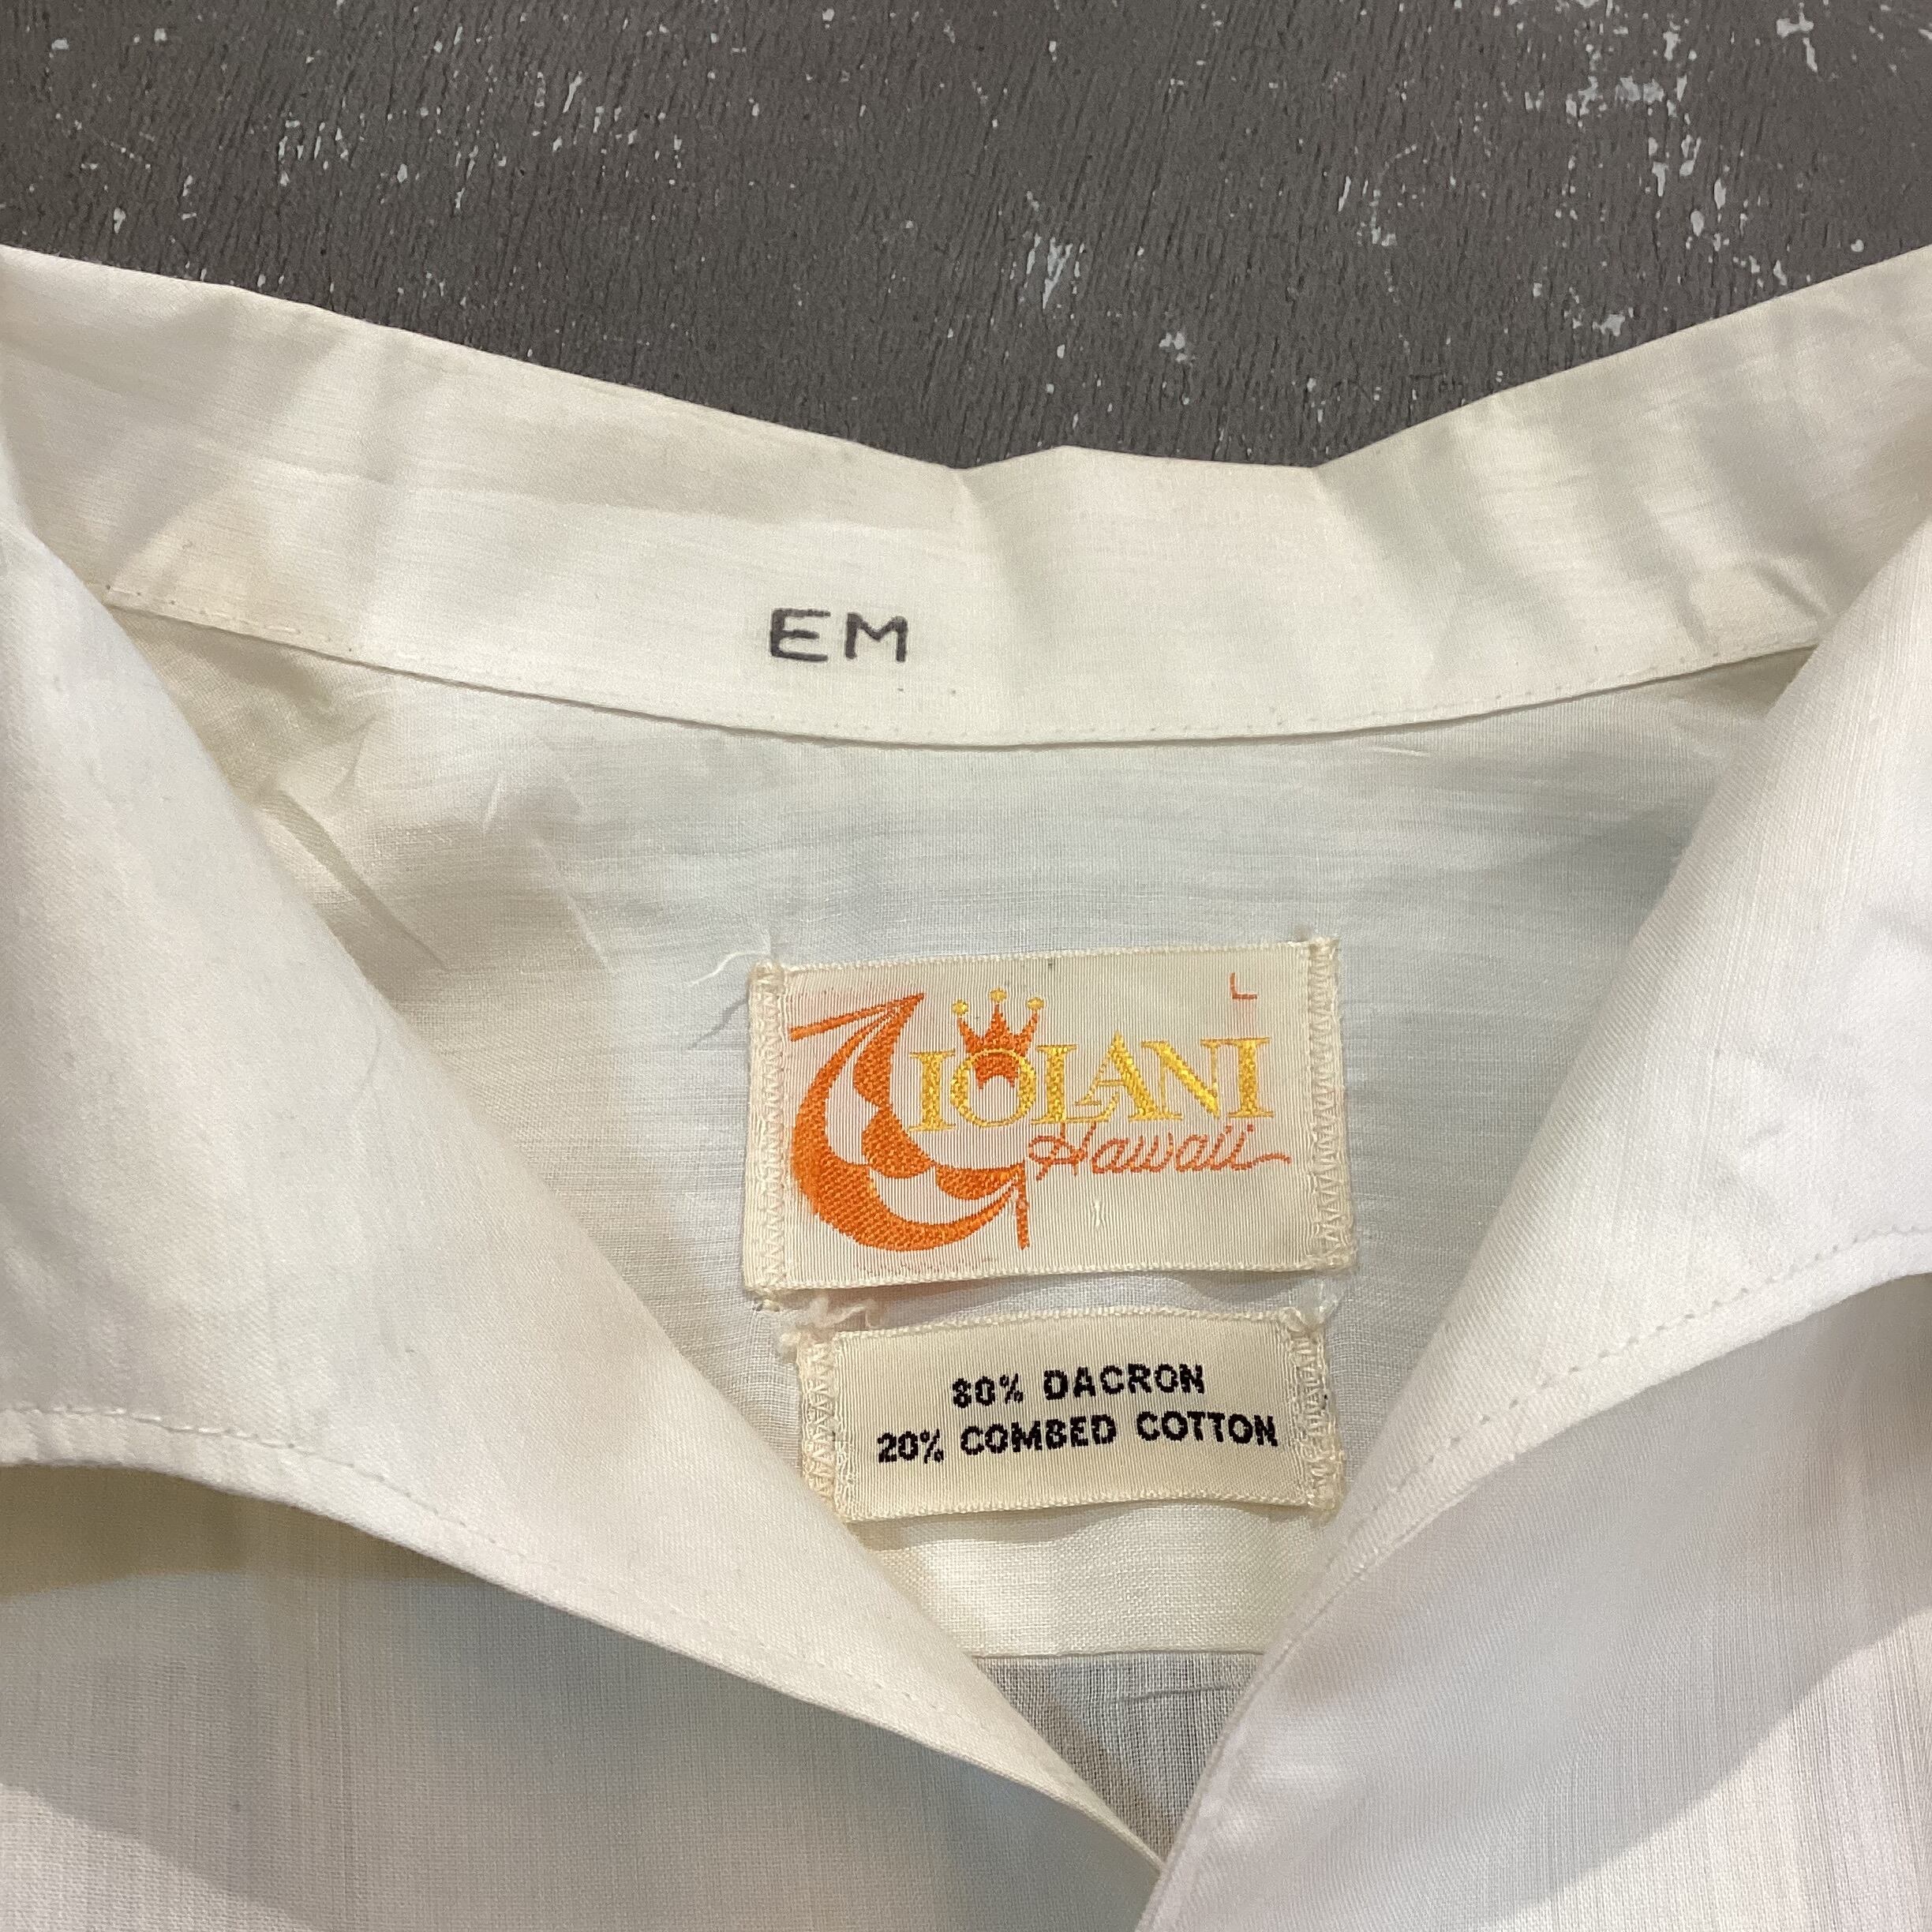 EM
L
IOLANI
Hawaii
80% DACRON
20% COMBED COTTON